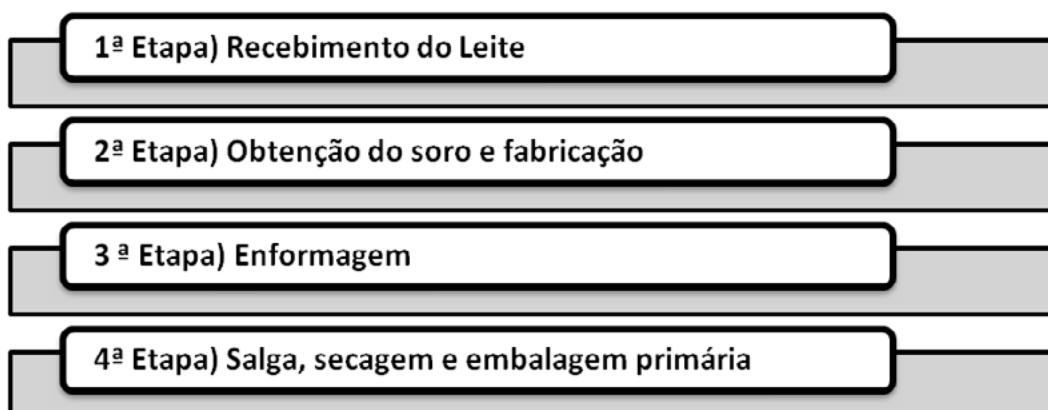 1ª Etapa) Recebimento do Leite
2ª Etapa) Obtenção do soro e fabricação
3 ª Etapa) Enformagem
4ª Etapa) Salga, secagem e embalagem primária